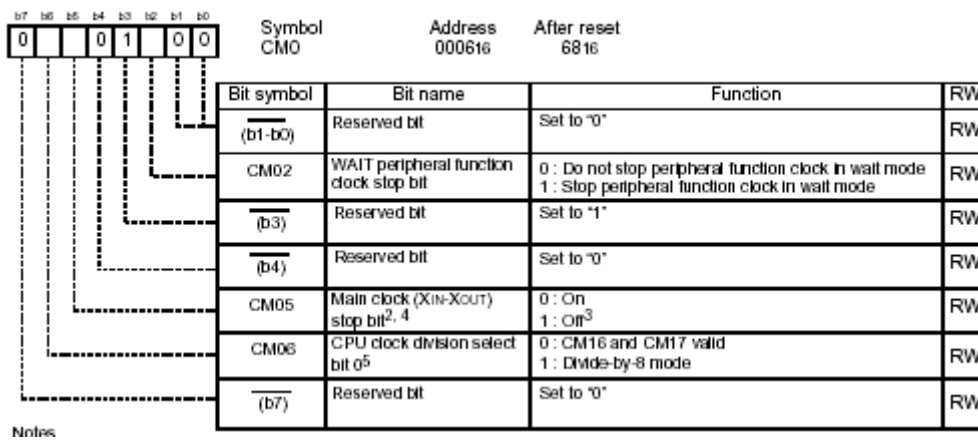 b7 b6 b5 b4 b3 b2 b1 b0
0 0 1 0 0
Symbol Address After reset
CM0 000616 6816
Bit symbol Bit name Function RW
(b1-b0) Reserved bit Set to "0" RW
CM02 WAIT peripheral function clock stop bit 0 : Do not stop peripheral function clock in wait mode RW
1 : Stop peripheral function clock in wait mode
(b3) Reserved bit Set to "1" RW
(b4) Reserved bit Set to "0" RW
CM05 Main clock (XIN-XOUT) stop bit2, 4 0 : On RW
1 : Off3
CM06 CPU clock division select bit 05 0 : CM16 and CM17 valid RW
1 : Divide-by-8 mode
(b7) Reserved bit Set to "0" RW
Notes